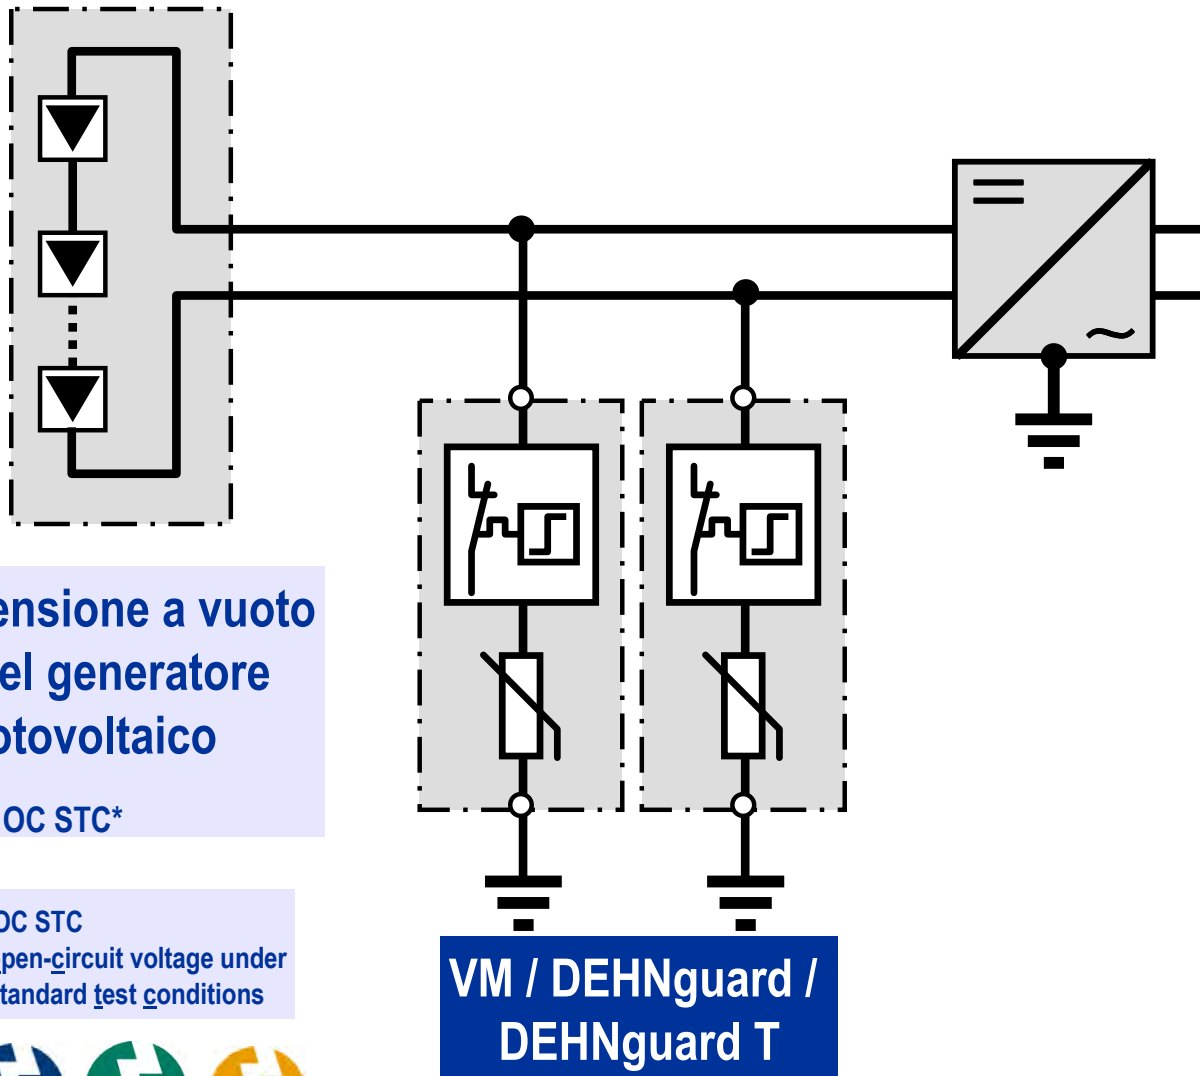 ensione a vuoto
el generatore
otovoltaico
OC STC*
OC STC
pen-circuit voltage under
tandard test conditions
VM / DEHNguard /
DEHNguard T